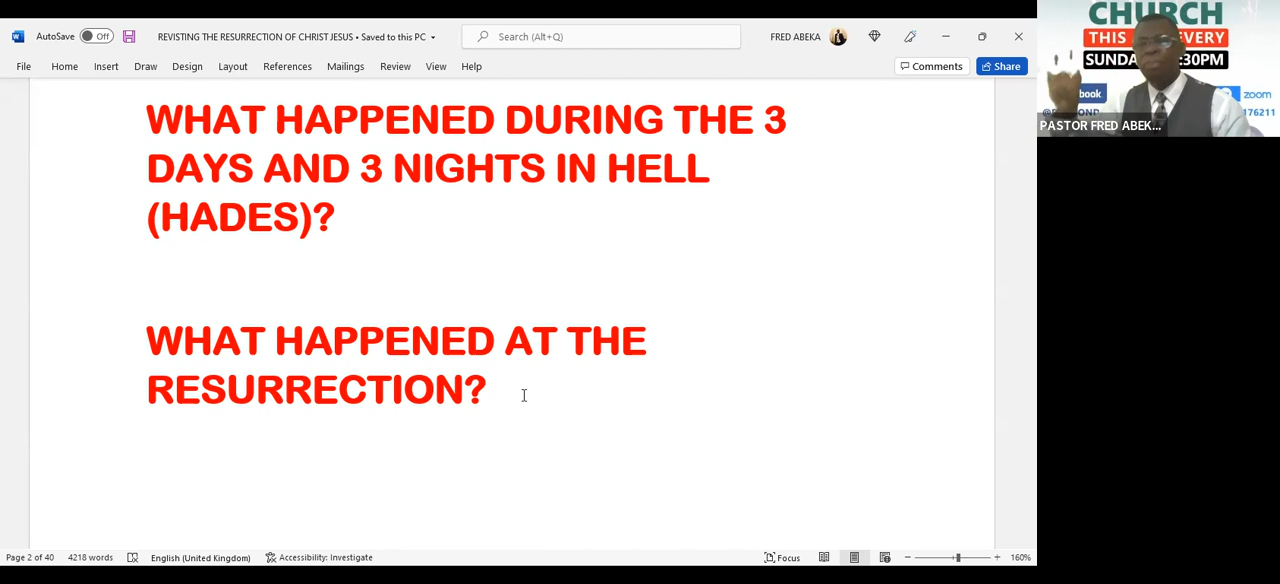 AutoSave Off
REVISTING THE RESURRECTION OF CHRIST JESUS • Saved to this PC
Search (Alt+Q)
FRED ABEKA
File Home Insert Draw Design Layout References Mailings Review View Help
Comments Share
WHAT HAPPENED DURING THE 3
DAYS AND 3 NIGHTS IN HELL
(HADES)?
WHAT HAPPENED AT THE
RESURRECTION?
Page 2 of 40 4218 words English (United Kingdom) Accessibility: Investigate Focus 160%
CHURCH
THIS EVERY
SUNDA :30PM
book zoom
176211
PASTOR FRED ABEK...